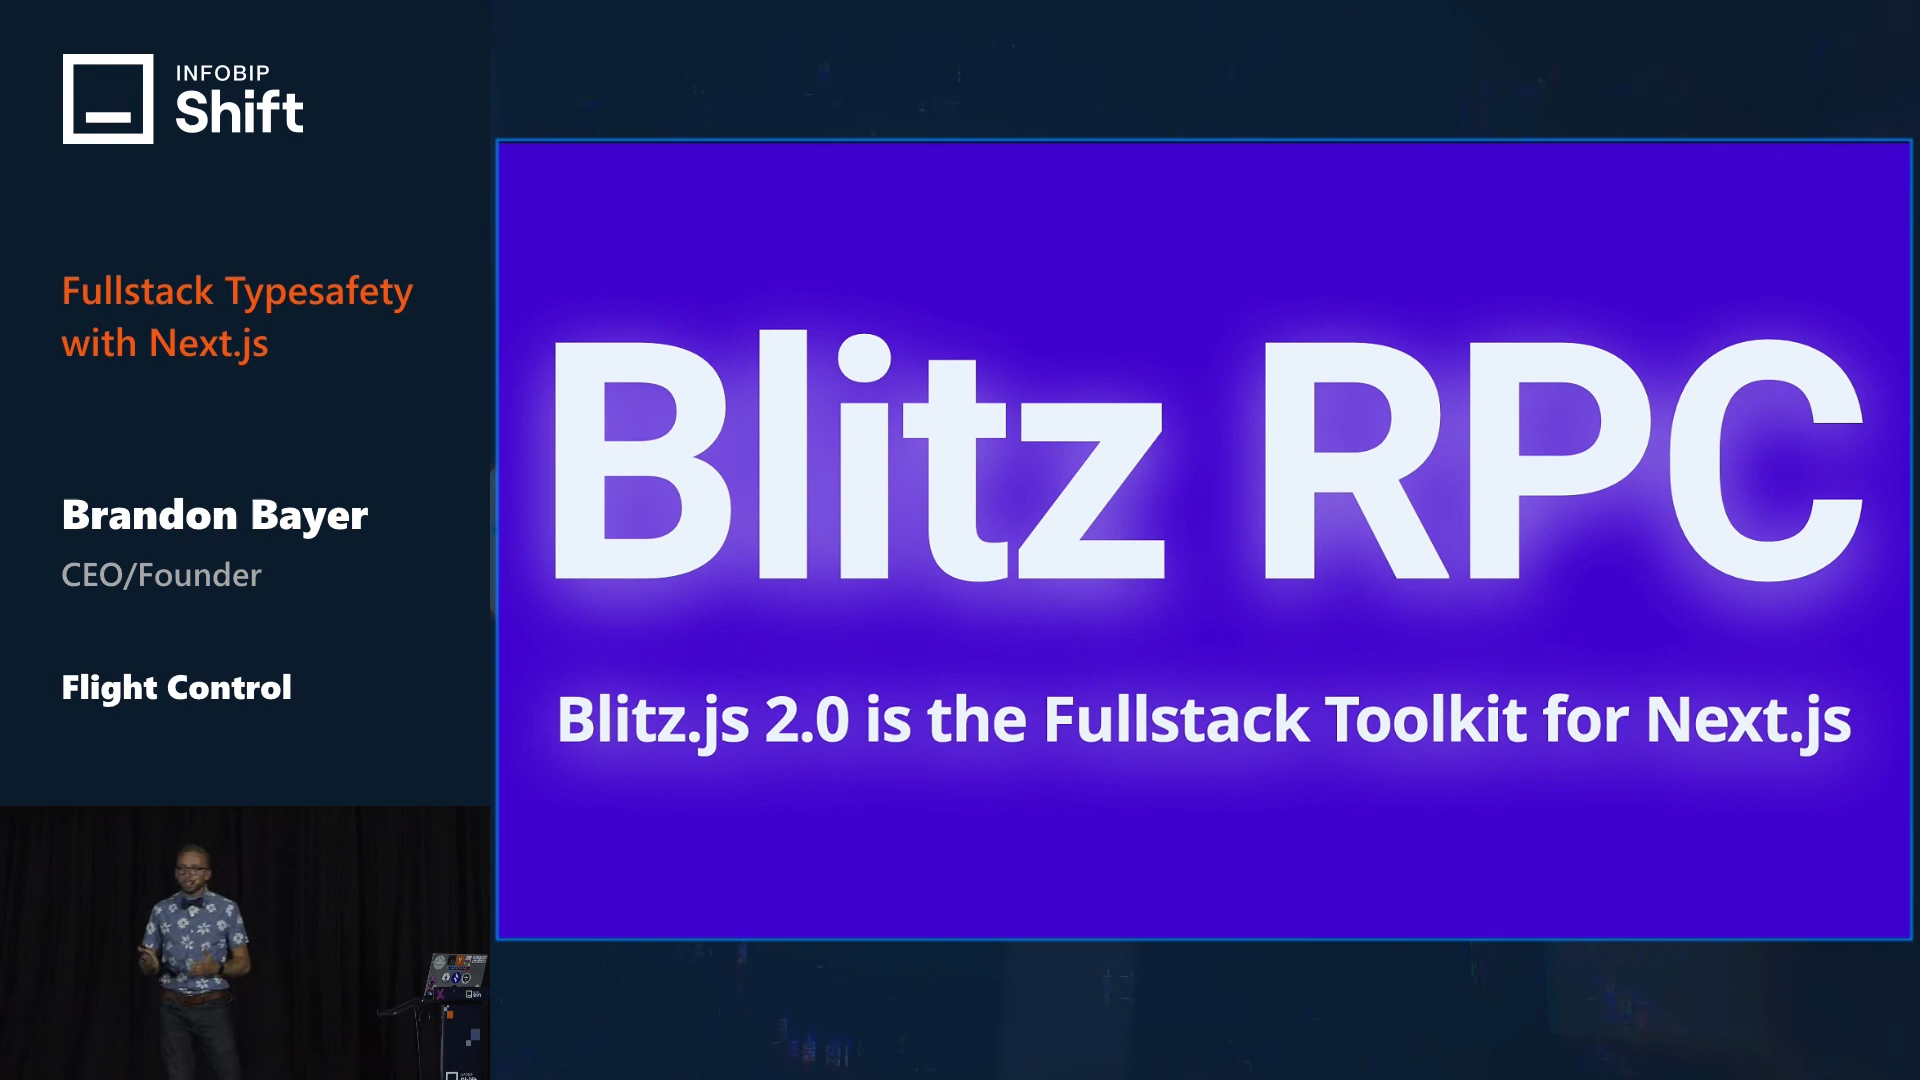 INFOBIP
Shift
Fullstack Typesafety
with Next.js
Brandon Bayer
CEO/Founder
Flight Control
Blitz RPC
Blitz.js 2.0 is the Fullstack Toolkit for Next.js